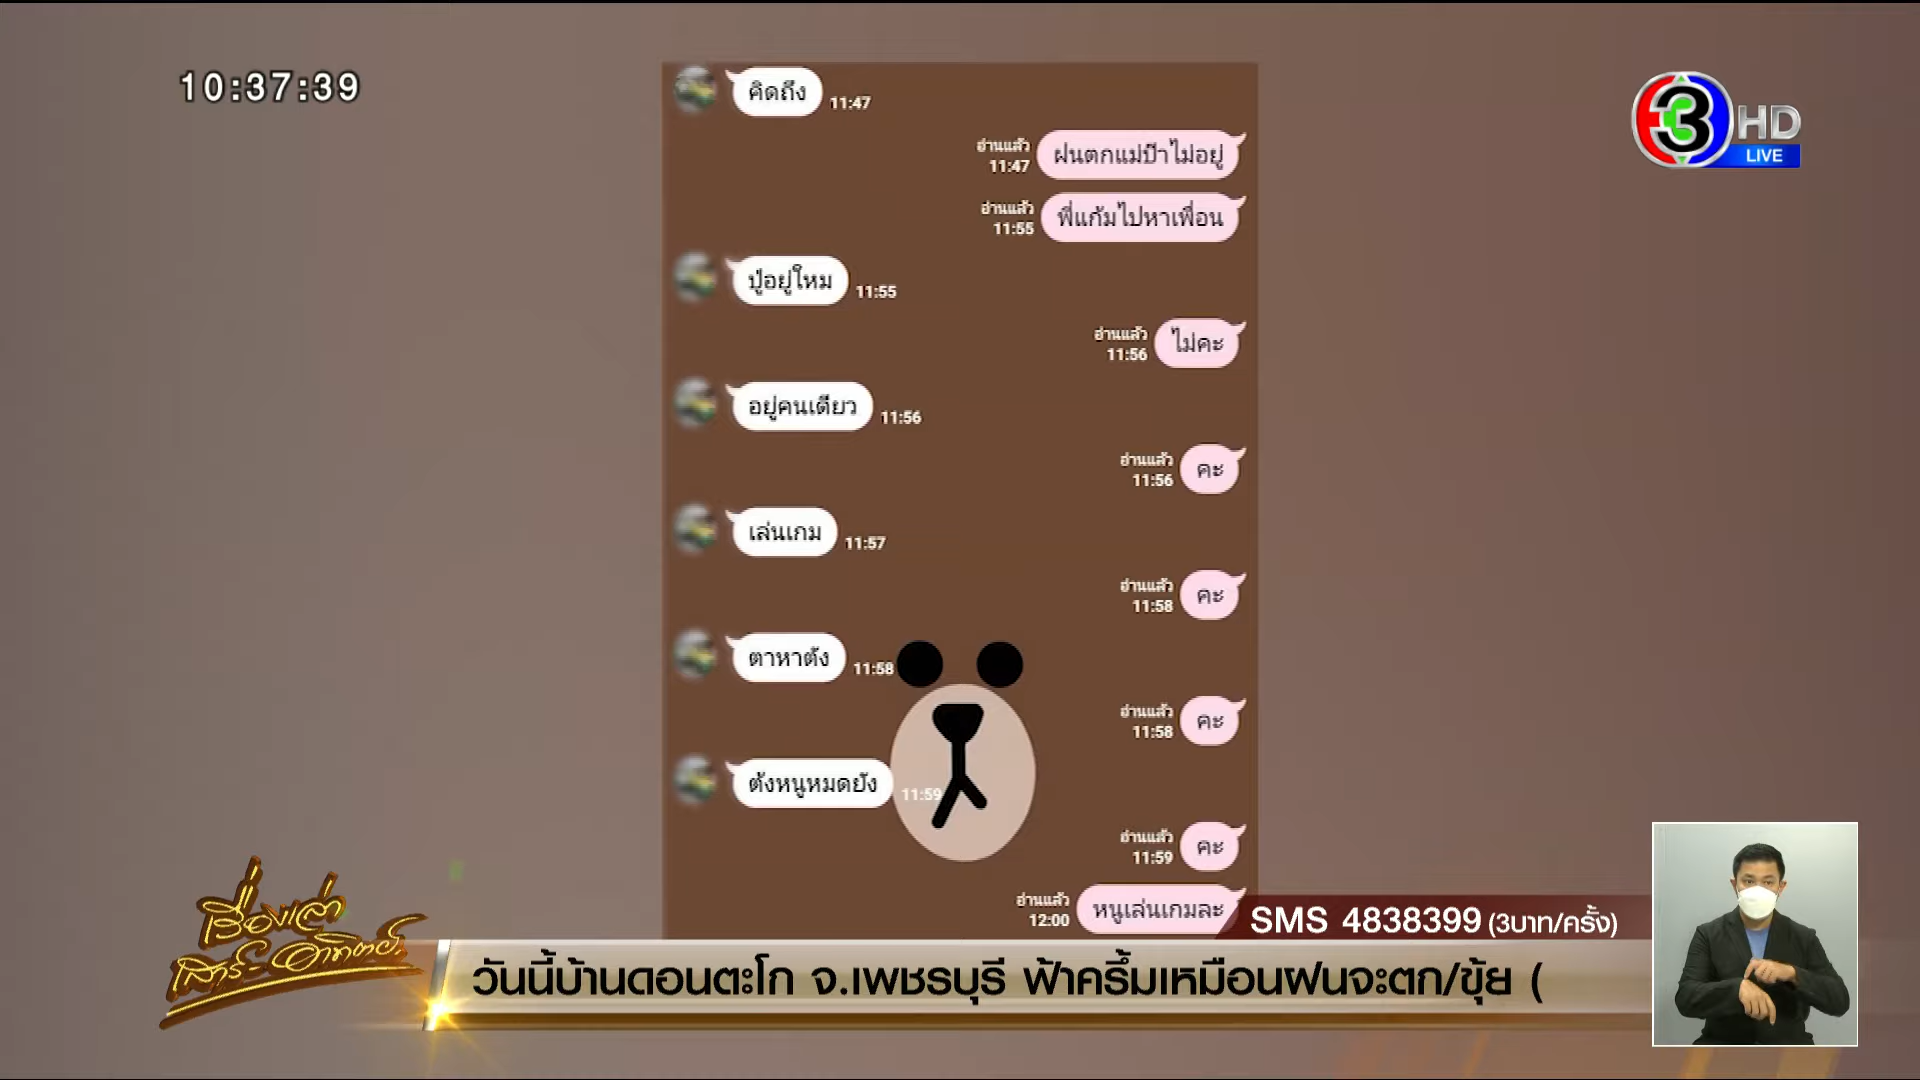 10:37:39
3 HD
LIVE
คิดถึง
11:47
ฝนตกแม่ป๊าไม่อยู่
อ่านแล้ว
11:47
พี่แก้มไปหาเพื่อน
อ่านแล้ว
11:55
ปู่อยู่ใหม
11:55
ไม่คะ
อ่านแล้ว
11:56
อยู่คนเดียว
11:56
คะ
อ่านแล้ว
11:56
เล่นเกม
11:57
คะ
อ่านแล้ว
11:58
ตาหาตัง
11:58
คะ
อ่านแล้ว
11:58
ตังหนูหมดยัง
11:59
คะ
อ่านแล้ว
11:59
หนูเล่นเกมละ
อ่านแล้ว
12:00
SMS 4838399 (3บาท/ครั้ง)
เรื่องเล่า
เสาร์-อาทิตย์
วันนี้บ้านดอนตะโก จ.เพชรบุรี ฟ้าครึ้มเหมือนฝนจะตก/ขุ้ย (